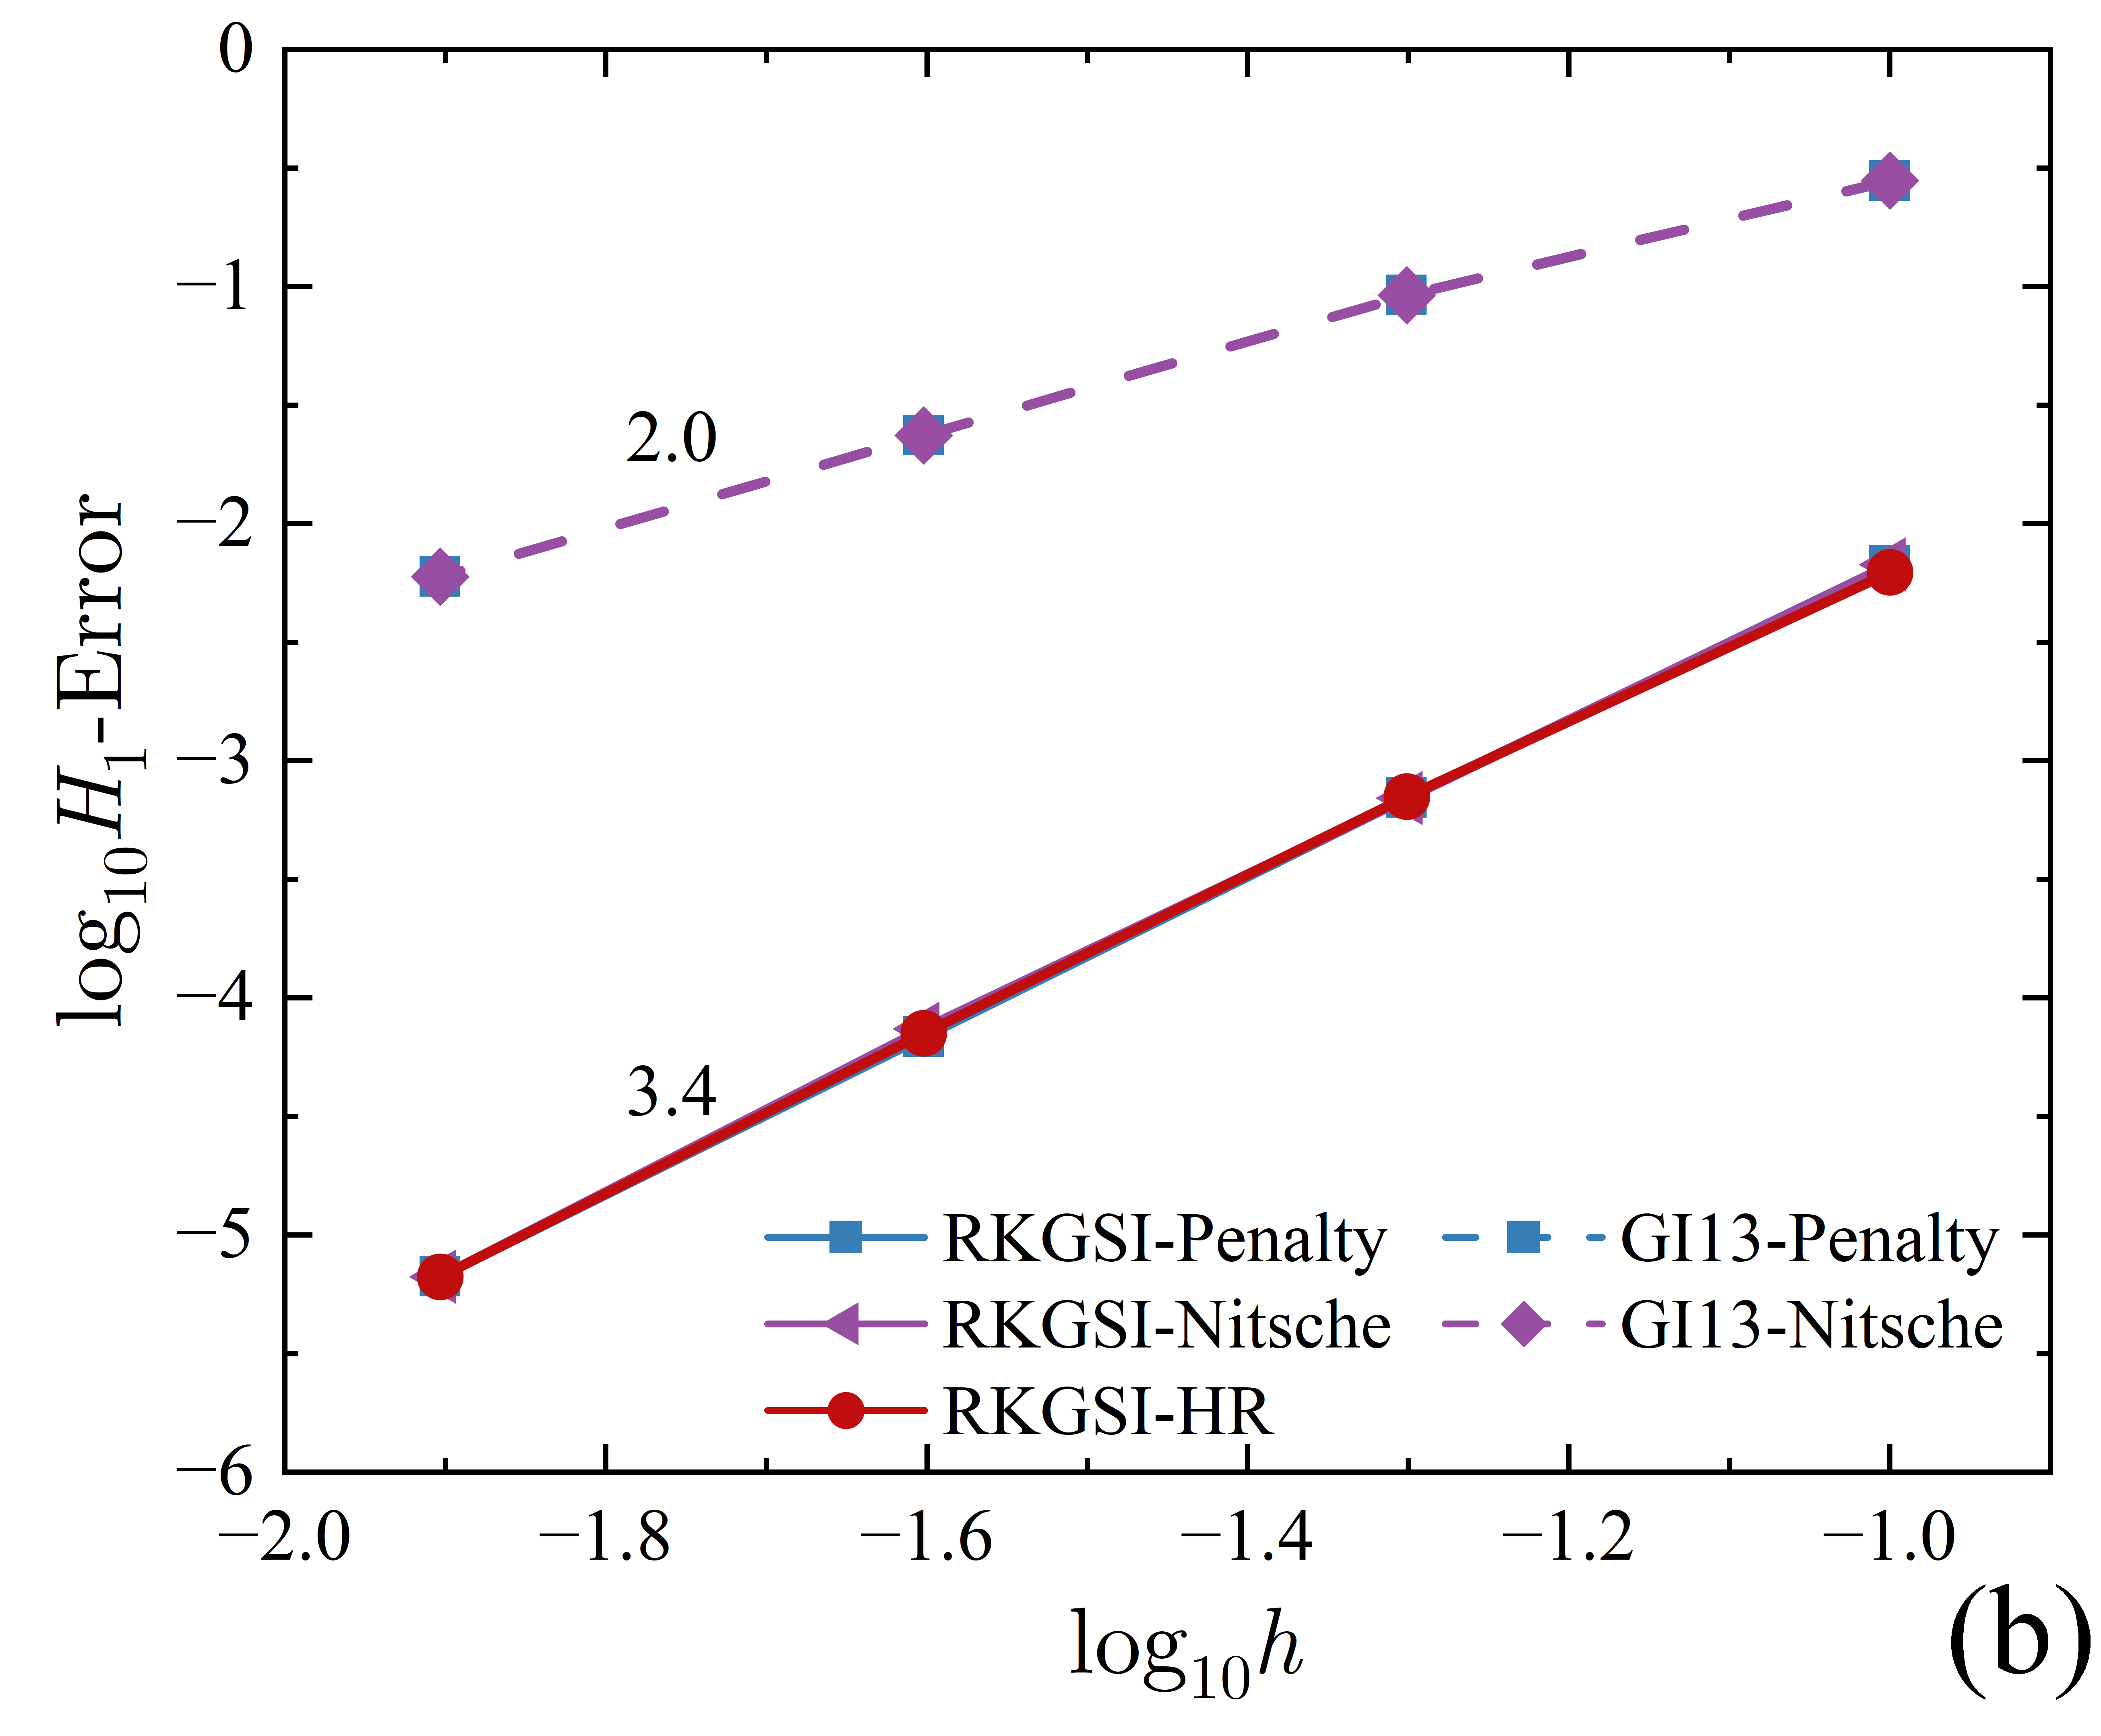 0
−1
−2
−3
−4
−5
−6
log₁₀H₁-Error
2.0
3.4
RKGSI-Penalty GI13-Penalty
RKGSI-Nitsche GI13-Nitsche
RKGSI-HR
−2.0 −1.8 −1.6 −1.4 −1.2 −1.0
log₁₀h
(b)